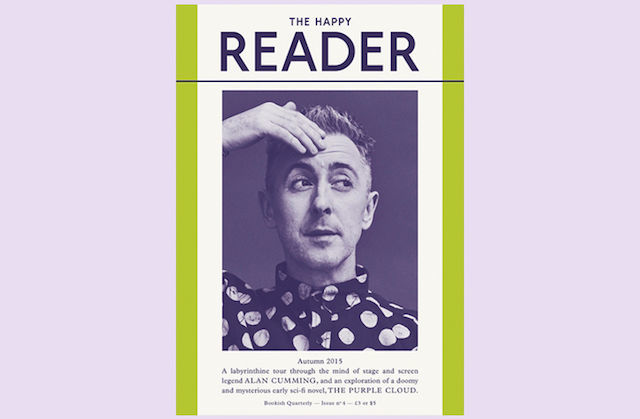 THE HAPPY
READER
Autumn 2015
A labyrinthine tour through the mind of stage and screen
legend ALAN CUMMING, and an exploration of a doomy
and mysterious early sci-fi novel, THE PURPLE CLOUD.
Bookish Quarterly — Issue nº 4 — £3 or $5